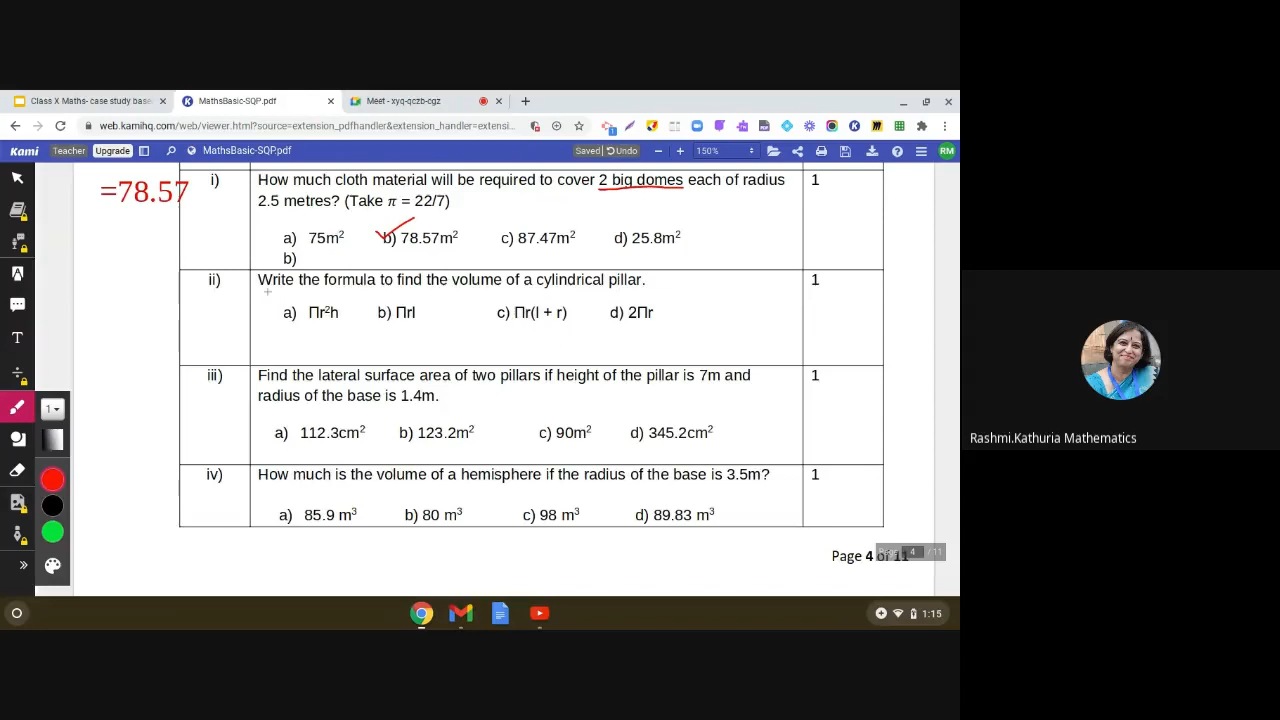 Class X Maths- case study base
MathsBasic-SQP.pdf
Meet - xyq-qczb-cgz
web.kamihq.com/web/viewer.html?source=extension_pdfhandler&extension_handler=extensi...
Kami Teacher Upgrade MathsBasic-SQP.pdf Saved Undo 150% RM
=78.57
i) How much cloth material will be required to cover 2 big domes each of radius 1
2.5 metres? (Take π = 22/7)
a) 75m² b) 78.57m² c) 87.47m² d) 25.8m²
b)
ii) Write the formula to find the volume of a cylindrical pillar. 1
a) Πr²h b) Πrl c) Πr(l + r) d) 2Πr
iii) Find the lateral surface area of two pillars if height of the pillar is 7m and 1
radius of the base is 1.4m.
a) 112.3cm² b) 123.2m² c) 90m² d) 345.2cm²
iv) How much is the volume of a hemisphere if the radius of the base is 3.5m? 1
a) 85.9 m³ b) 80 m³ c) 98 m³ d) 89.83 m³
Page 4 of 11
Page 4 / 11
1
1:15
Rashmi.Kathuria Mathematics